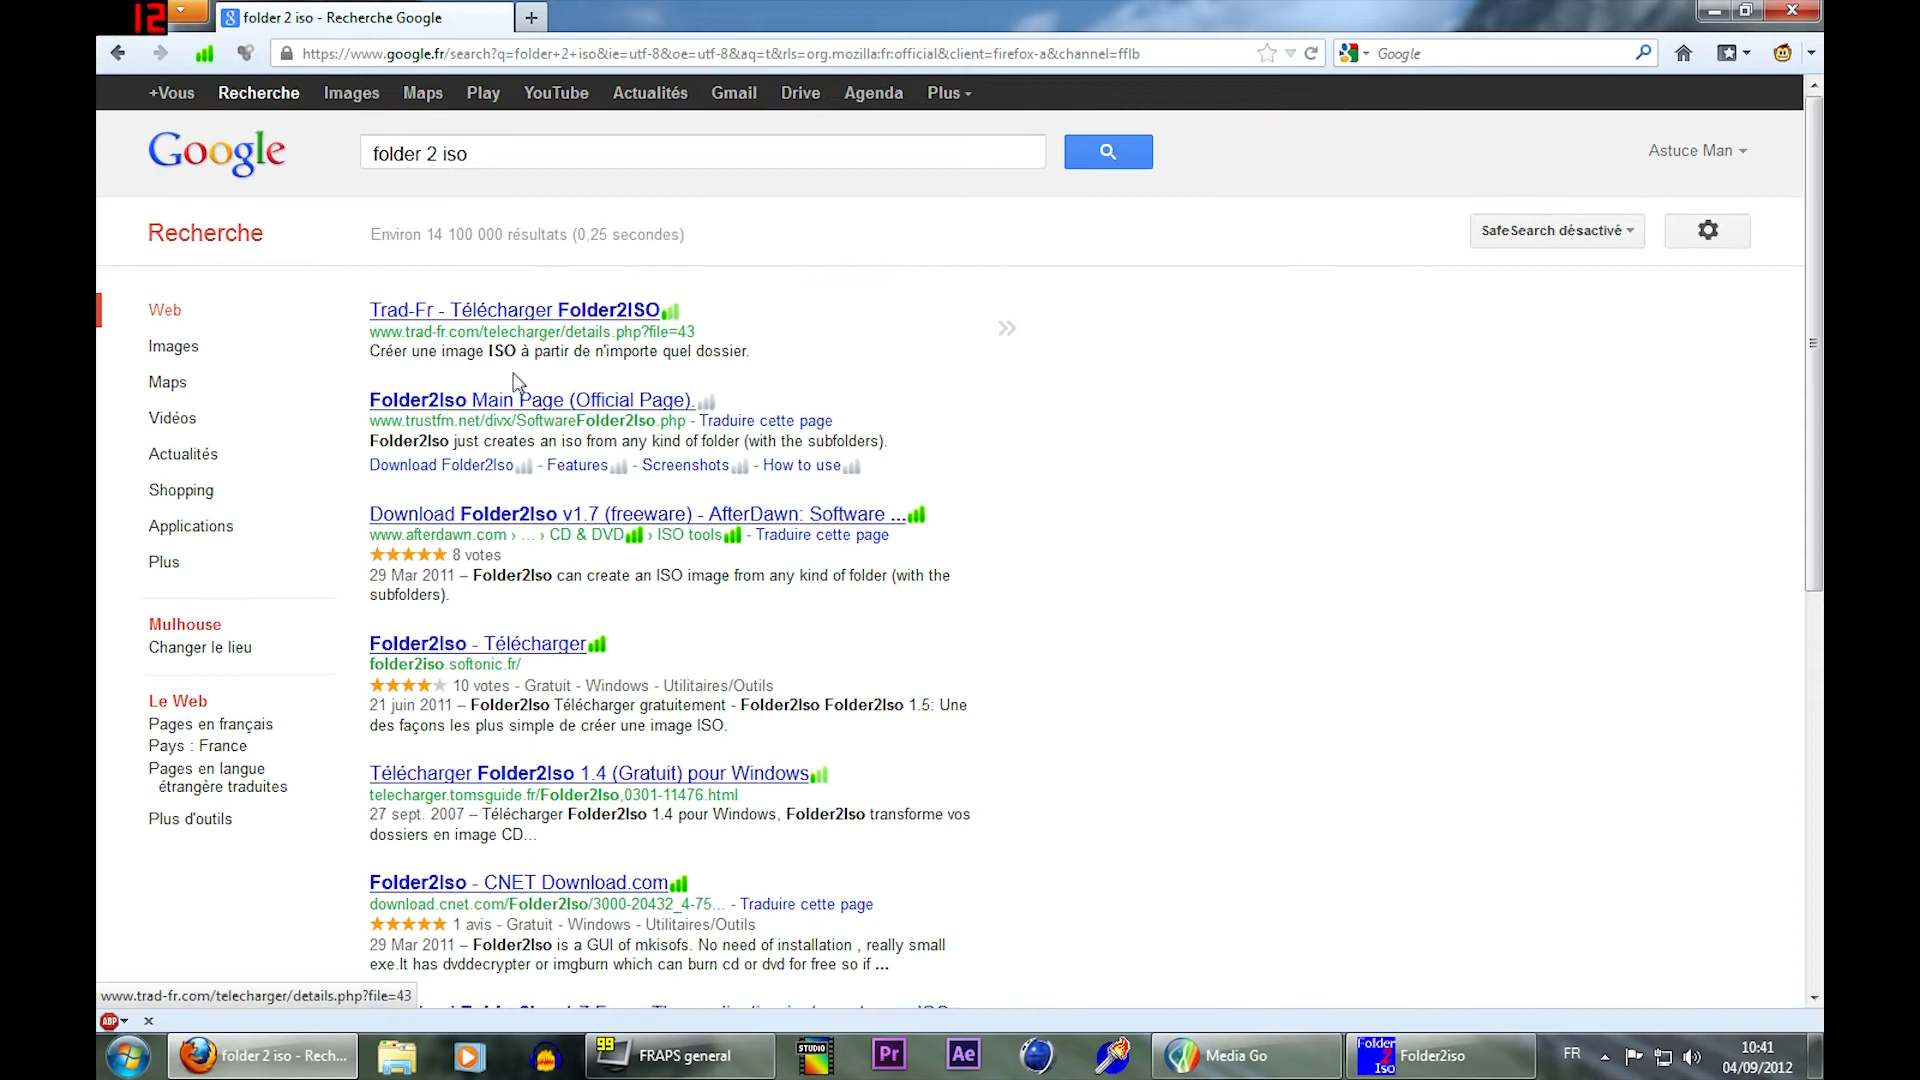 12
folder 2 iso - Recherche Google
https://www.google.fr/search?q=folder+2+iso&ie=utf-8&oe=utf-8&aq=t&rls=org.mozilla:fr:official&client=firefox-a&channel=fflb
Google
+Vous Recherche Images Maps Play YouTube Actualités Gmail Drive Agenda Plus
Google
folder 2 iso
Astuce Man
Recherche
Environ 14 100 000 résultats (0,25 secondes)
SafeSearch désactivé
Web
Images
Maps
Vidéos
Actualités
Shopping
Applications
Plus
Mulhouse
Changer le lieu
Le Web
Pages en français
Pays : France
Pages en langue
étrangère traduites
Plus d'outils
Trad-Fr - Télécharger Folder2ISO
www.trad-fr.com/telecharger/details.php?file=43
Créer une image ISO à partir de n'importe quel dossier.
Folder2Iso Main Page (Official Page).
www.trustfm.net/divx/SoftwareFolder2Iso.php - Traduire cette page
Folder2Iso just creates an iso from any kind of folder (with the subfolders).
Download Folder2Iso - Features - Screenshots - How to use
Download Folder2Iso v1.7 (freeware) - AfterDawn: Software ...
www.afterdawn.com › ... › CD & DVD › ISO tools - Traduire cette page
8 votes
29 Mar 2011 – Folder2Iso can create an ISO image from any kind of folder (with the
subfolders).
Folder2Iso - Télécharger
folder2iso.softonic.fr/
10 votes - Gratuit - Windows - Utilitaires/Outils
21 juin 2011 – Folder2Iso Télécharger gratuitement - Folder2Iso Folder2Iso 1.5: Une
des façons les plus simple de créer une image ISO.
Télécharger Folder2Iso 1.4 (Gratuit) pour Windows
telecharger.tomsguide.fr/Folder2Iso,0301-11476.html
27 sept. 2007 – Télécharger Folder2Iso 1.4 pour Windows, Folder2Iso transforme vos
dossiers en image CD...
Folder2Iso - CNET Download.com
download.cnet.com/Folder2Iso/3000-20432_4-75... - Traduire cette page
1 avis - Gratuit - Windows - Utilitaires/Outils
29 Mar 2011 – Folder2Iso is a GUI of mkisofs. No need of installation , really small
exe.It has dvddecrypter or imgburn which can burn cd or dvd for free so if ...
www.trad-fr.com/telecharger/details.php?file=43
ABP
folder 2 iso - Rech...
99
FRAPS general
STUDIO
Pr
Ae
Media Go
Folder
2
Iso
Folder2iso
FR
10:41
04/09/2012